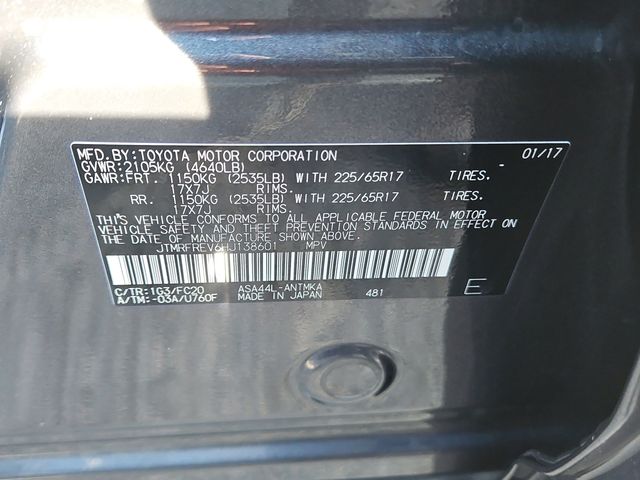 MFD.BY:TOYOTA MOTOR CORPORATION 01/17
GVWR:2105KG (4640LB)
GAWR:FRT. 1150KG (2535LB) WITH 225/65R17 TIRES.
17X7J RIMS.
RR. 1150KG (2535LB) WITH 225/65R17 TIRES.
17X7J RIMS.
THIS VEHICLE CONFORMS TO ALL APPLICABLE FEDERAL MOTOR
VEHICLE SAFETY AND THEFT PREVENTION STANDARDS IN EFFECT ON
THE DATE OF MANUFACTURE SHOWN ABOVE.
JTMRFREV6HJ138601 MPV
C/TR:1G3/FC20 ASA44L-ANTMKA
A/TM:-03A/U760F MADE IN JAPAN 481 E